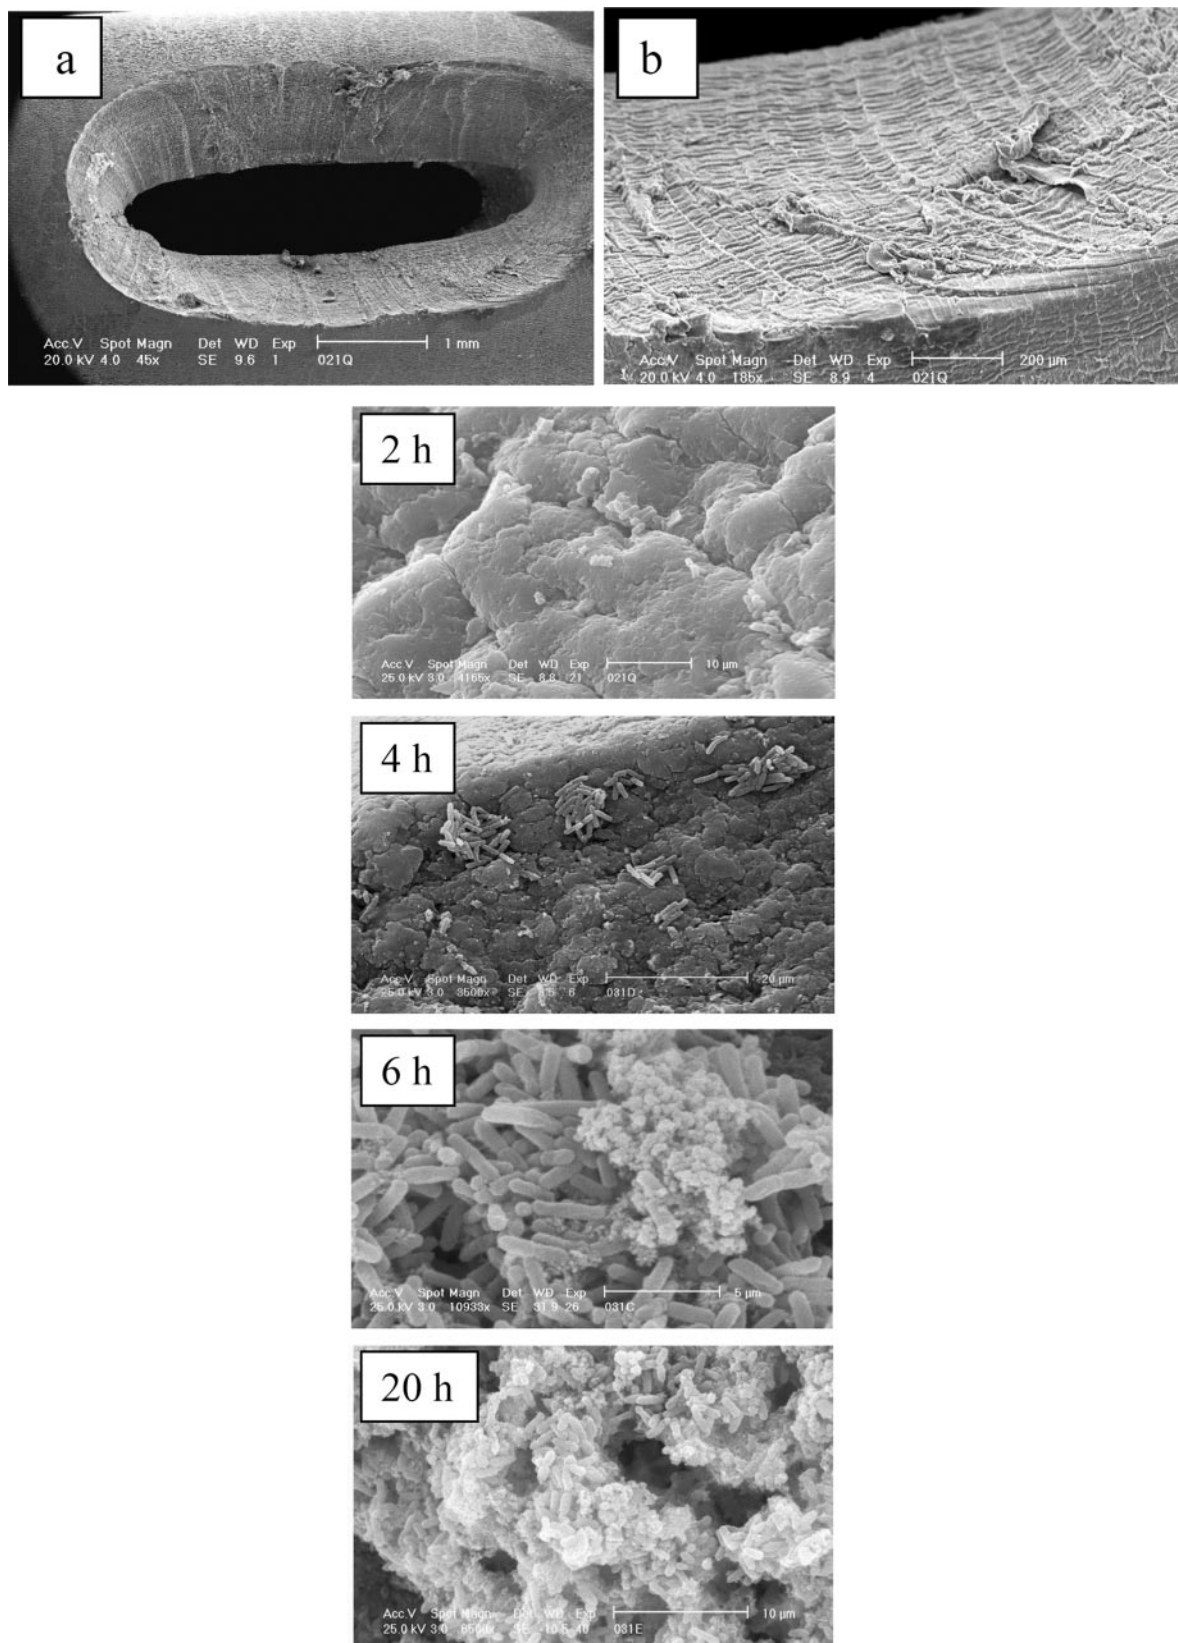 a
Acc.V Spot Magn Det WD Exp 1 mm
20.0 kV 4.0 45x SE 9.6 1 021Q
b
Acc.V Spot Magn Det WD Exp 200 µm
20.0 kV 4.0 185x SE 8.9 4 021Q
2 h
Acc.V Spot Magn Det WD Exp 10 µm
25.0 kV 3.0 4165x SE 8.8 21 021Q
4 h
Acc.V Spot Magn Det WD Exp 20 µm
25.0 kV 3.0 3500x SE 6 031D
6 h
Acc.V Spot Magn Det WD Exp 5 µm
25.0 kV 3.0 10933x SE 31.9 26 031C
20 h
Acc.V Spot Magn Det WD Exp 10 µm
25.0 kV 3.0 6500x SE 10.6 40 031E